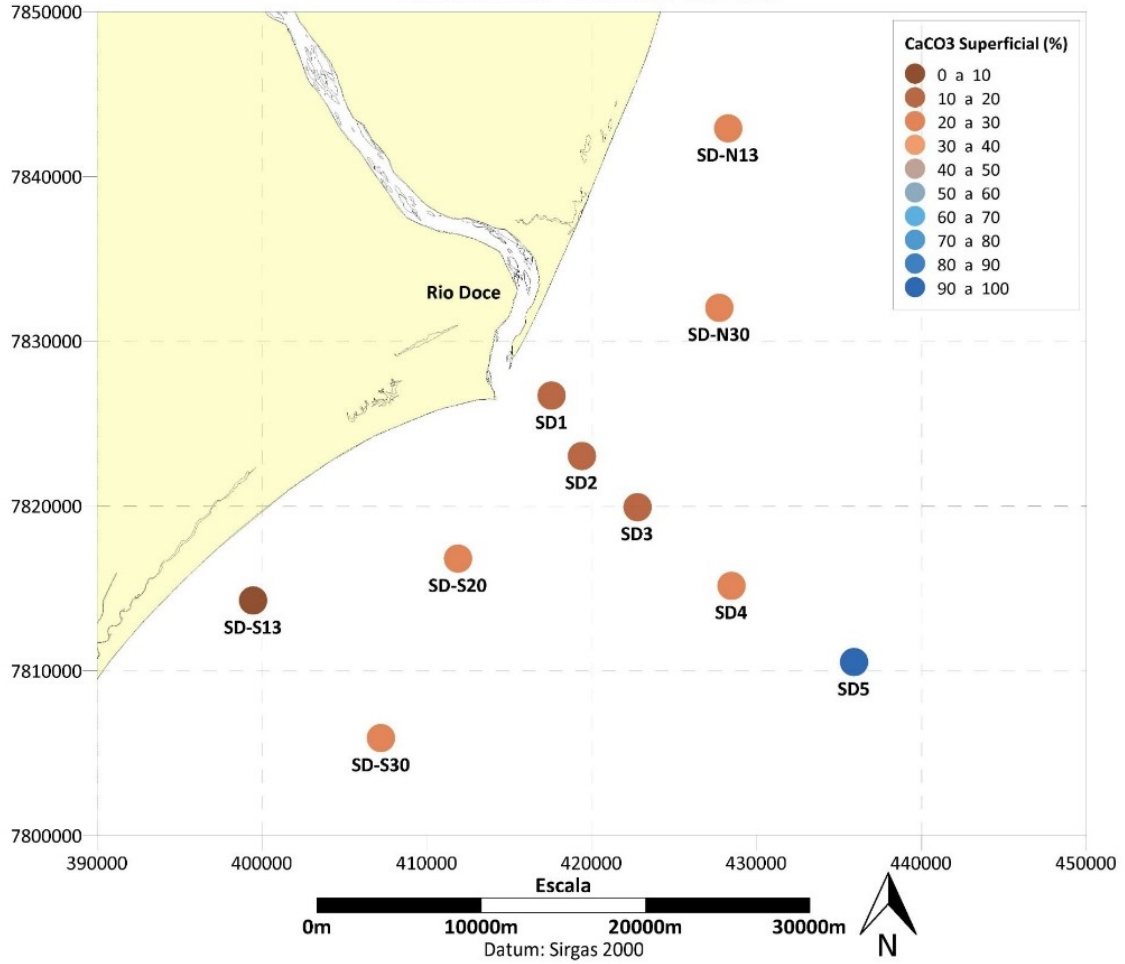 7850000
CaCO3 Superficial (%)
0 a 10
10 a 20
20 a 30
30 a 40
40 a 50
50 a 60
60 a 70
70 a 80
80 a 90
90 a 100
SD-N13
7840000
Rio Doce
SD-N30
7830000
SD1
SD2
7820000
SD3
SD-S20
SD4
SD-S13
7810000
SD5
SD-S30
7800000
390000 400000 410000 420000 430000 440000 450000
Escala
0m 10000m 20000m 30000m
Datum: Sirgas 2000
N